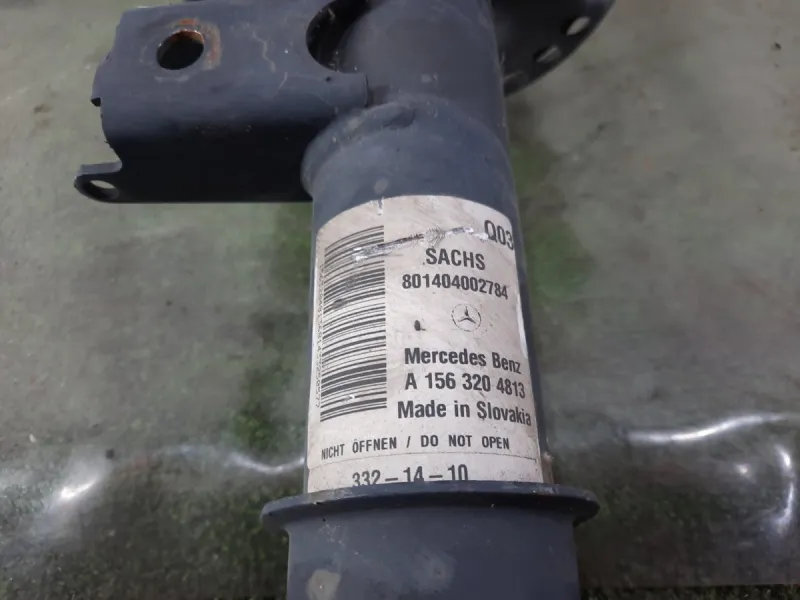 Q03
SACHS
801404002784
Mercedes Benz
A 156 320 4813
Made in Slovakia
NICHT ÖFFNEN / DO NOT OPEN
332-14-10